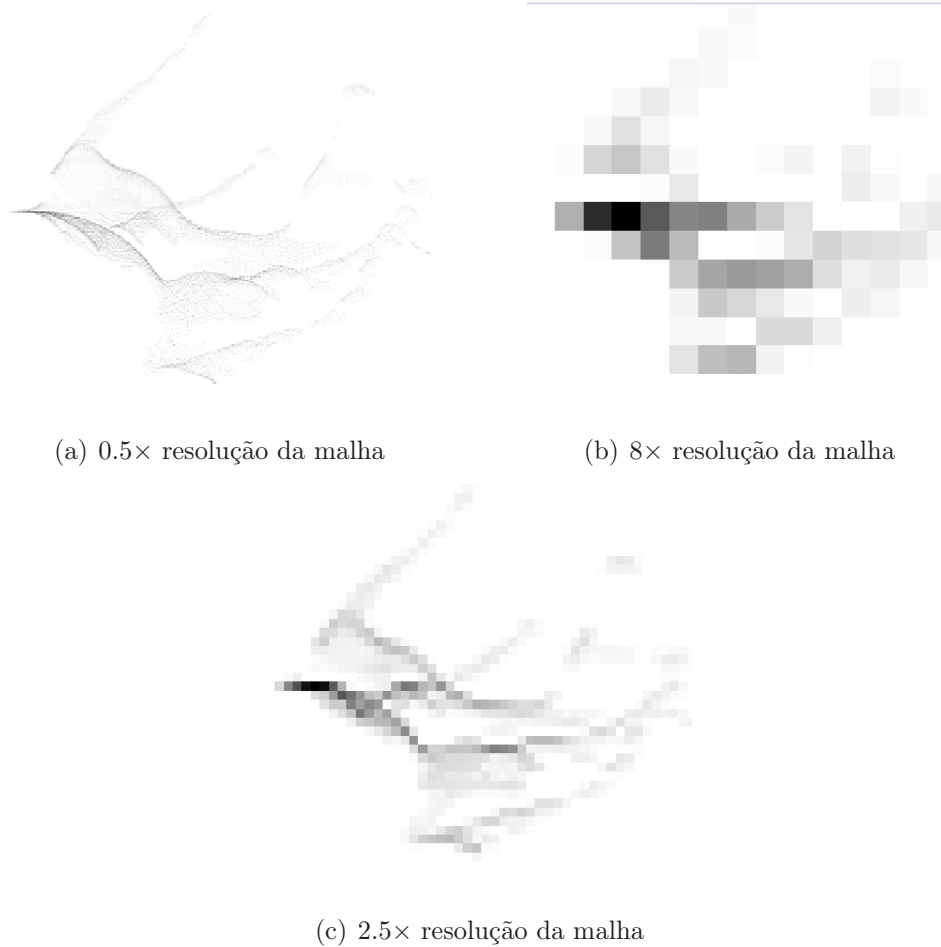 (a) 0.5× resolução da malha
(b) 8× resolução da malha
(c) 2.5× resolução da malha